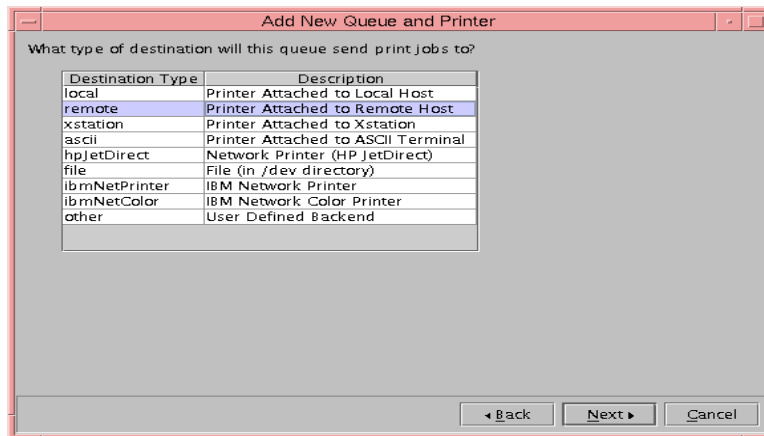 Add New Queue and Printer
What type of destination will this queue send print jobs to?
Destination Type Description
local Printer Attached to Local Host
remote Printer Attached to Remote Host
xstation Printer Attached to Xstation
ascii Printer Attached to ASCII Terminal
hpJetDirect Network Printer (HP JetDirect)
file File (in /dev directory)
ibmNetPrinter IBM Network Printer
ibmNetColor IBM Network Color Printer
other User Defined Backend
Back Next Cancel